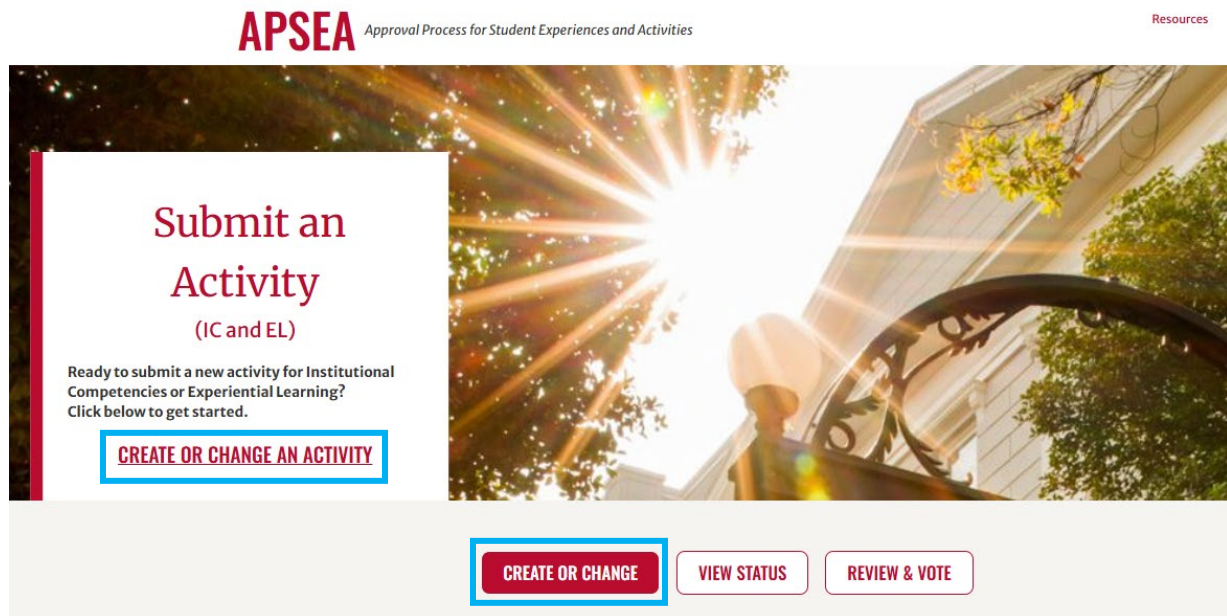 APSEA Approval Process for Student Experiences and Activities
Resources
Submit an
Activity
(IC and EL)
Ready to submit a new activity for Institutional
Competencies or Experiential Learning?
Click below to get started.
CREATE OR CHANGE AN ACTIVITY
CREATE OR CHANGE
VIEW STATUS
REVIEW & VOTE